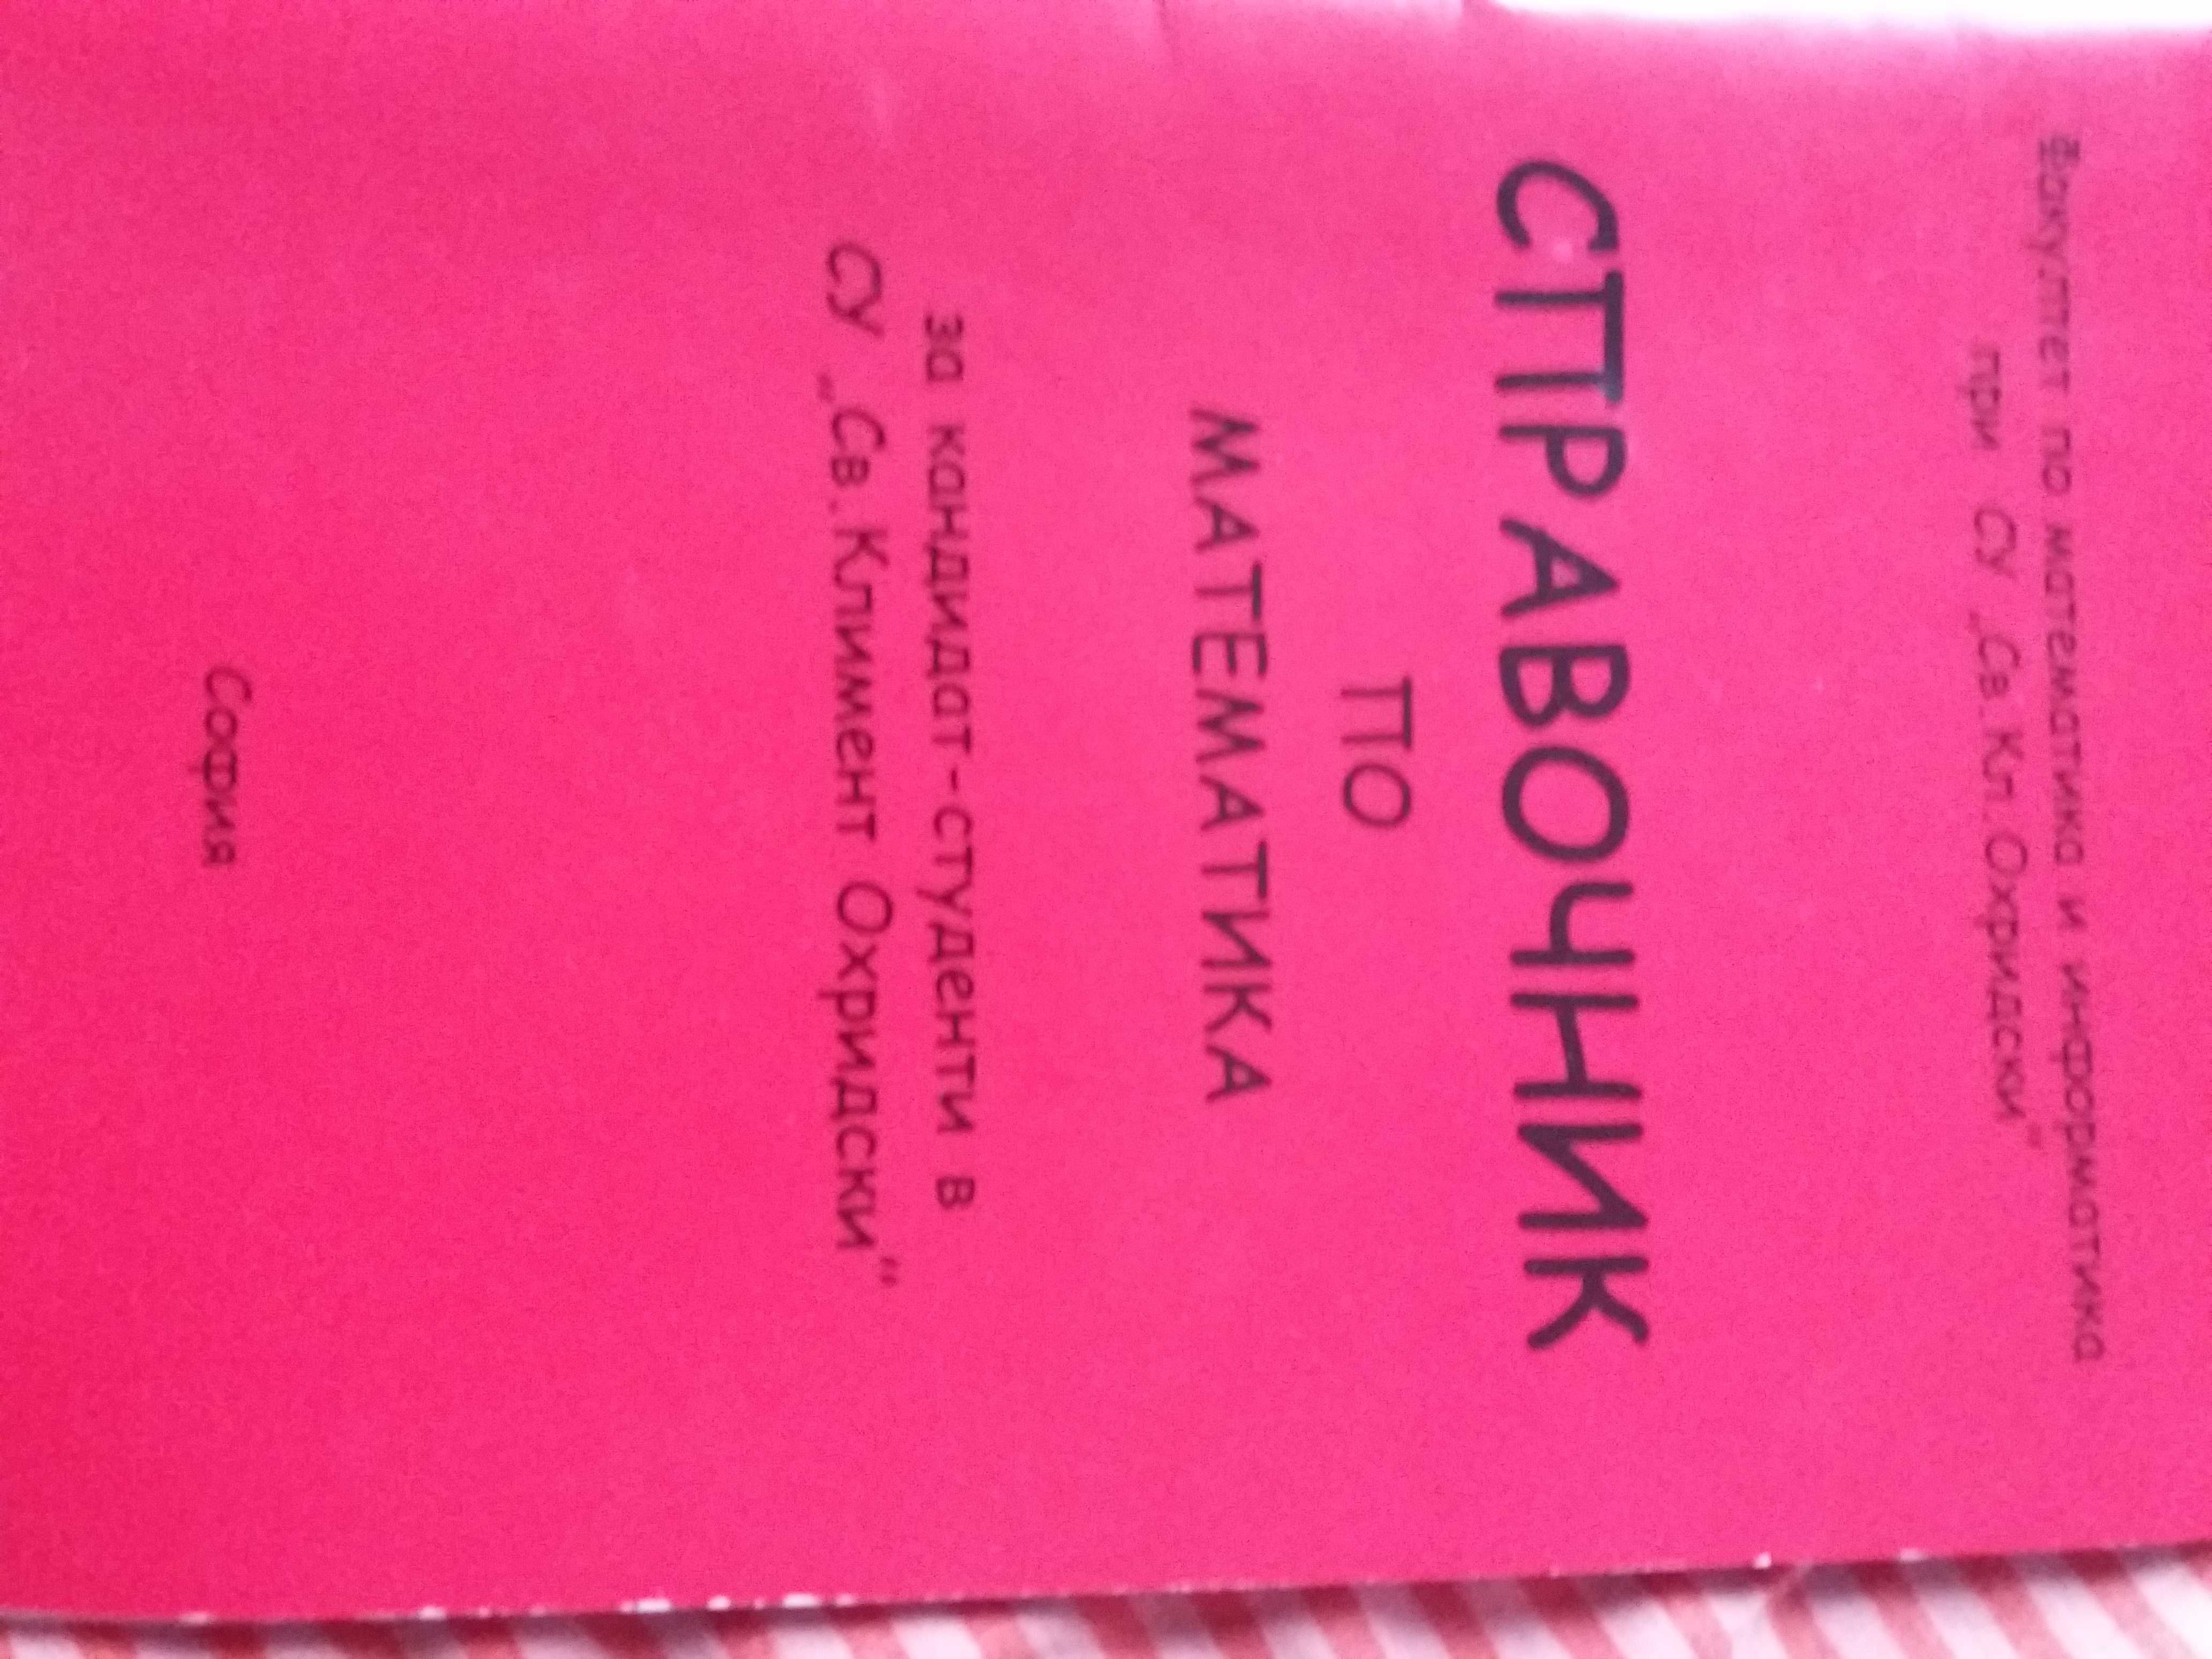 Факултет по математика и информатика
при СУ „Св. Кл. Охридски"
СПРАВОЧНИК
ПО
МАТЕМАТИКА
за кандидат-студенти в
СУ „Св. Климент Охридски“
София